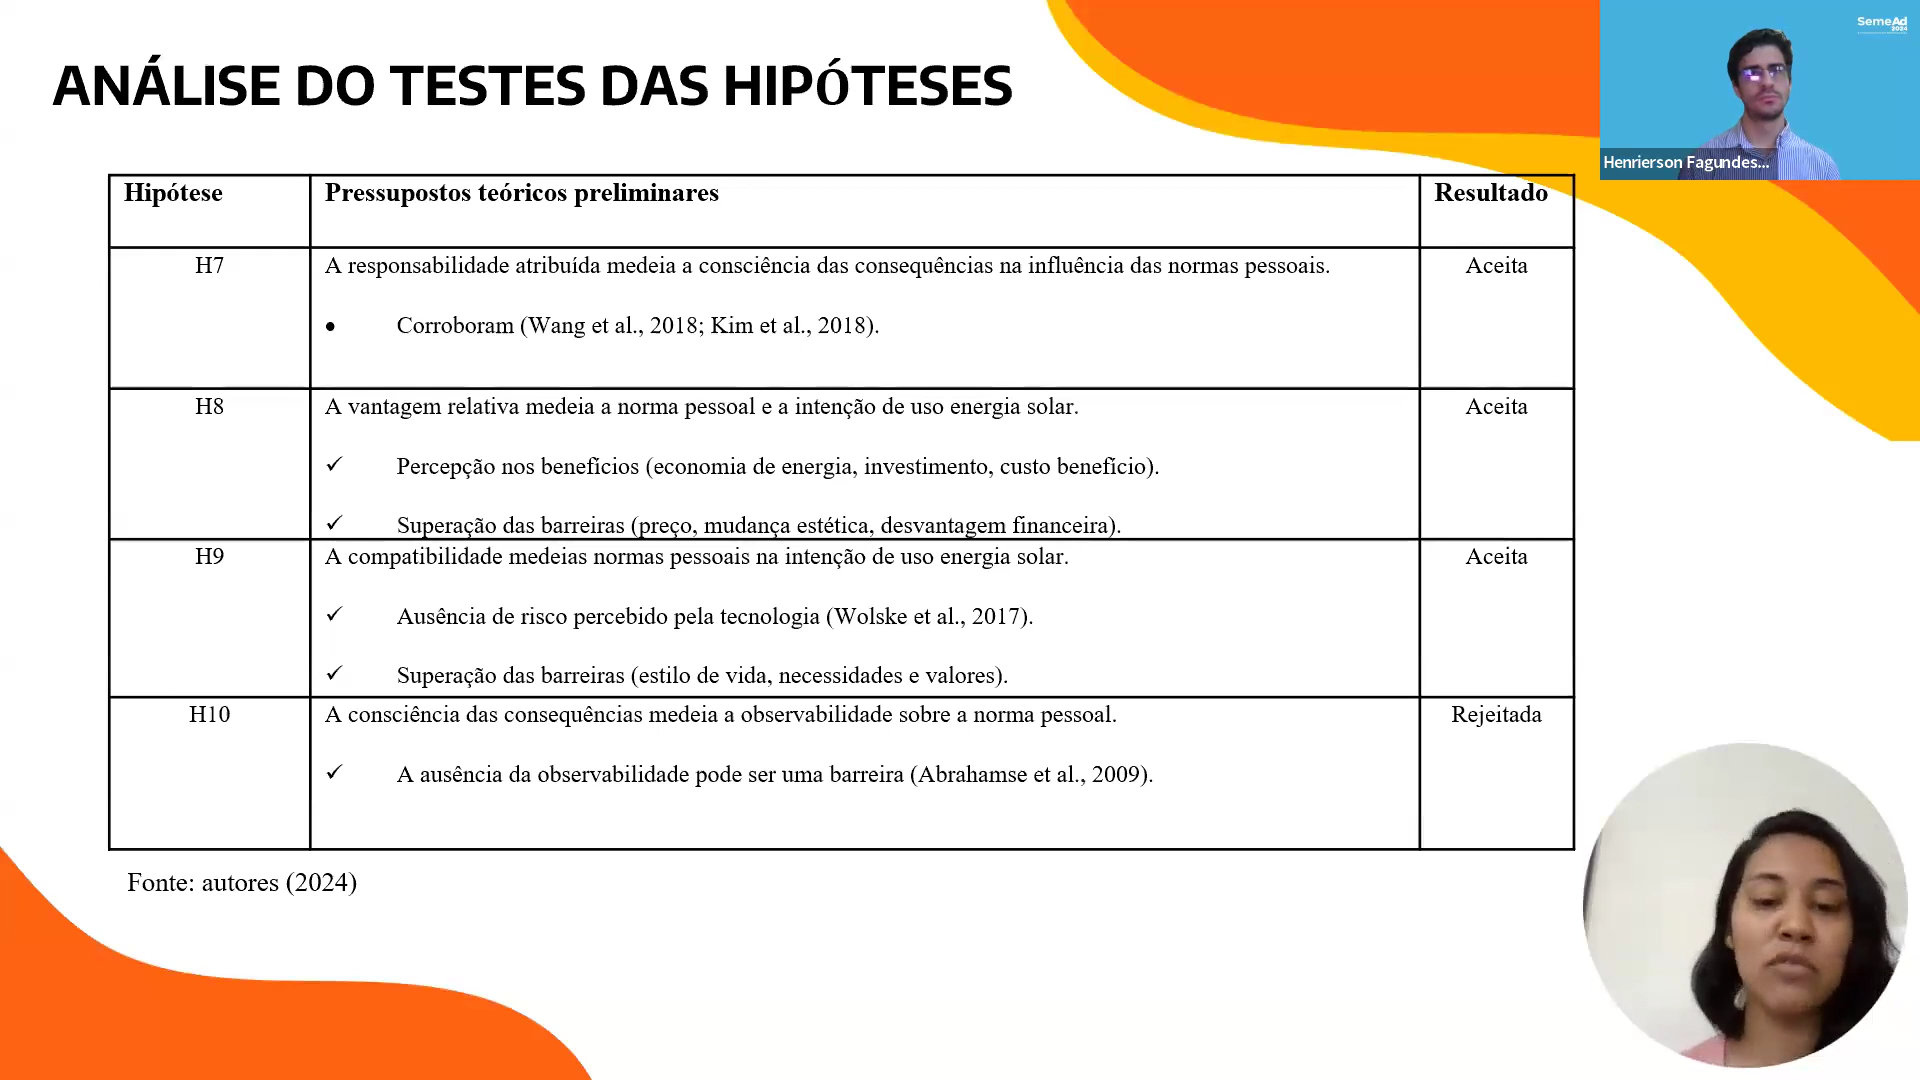 ANÁLISE DO TESTES DAS HIPÓTESES
SemeAd
2024
Henrierson Fagundes...
Hipótese Pressupostos teóricos preliminares Resultado
H7 A responsabilidade atribuída medeia a consciência das consequências na influência das normas pessoais. Aceita
• Corroboram (Wang et al., 2018; Kim et al., 2018).
H8 A vantagem relativa medeia a norma pessoal e a intenção de uso energia solar. Aceita
✓ Percepção nos benefícios (economia de energia, investimento, custo benefício).
✓ Superação das barreiras (preço, mudança estética, desvantagem financeira).
H9 A compatibilidade medeias normas pessoais na intenção de uso energia solar. Aceita
✓ Ausência de risco percebido pela tecnologia (Wolske et al., 2017).
✓ Superação das barreiras (estilo de vida, necessidades e valores).
H10 A consciência das consequências medeia a observabilidade sobre a norma pessoal. Rejeitada
✓ A ausência da observabilidade pode ser uma barreira (Abrahamse et al., 2009).
Fonte: autores (2024)